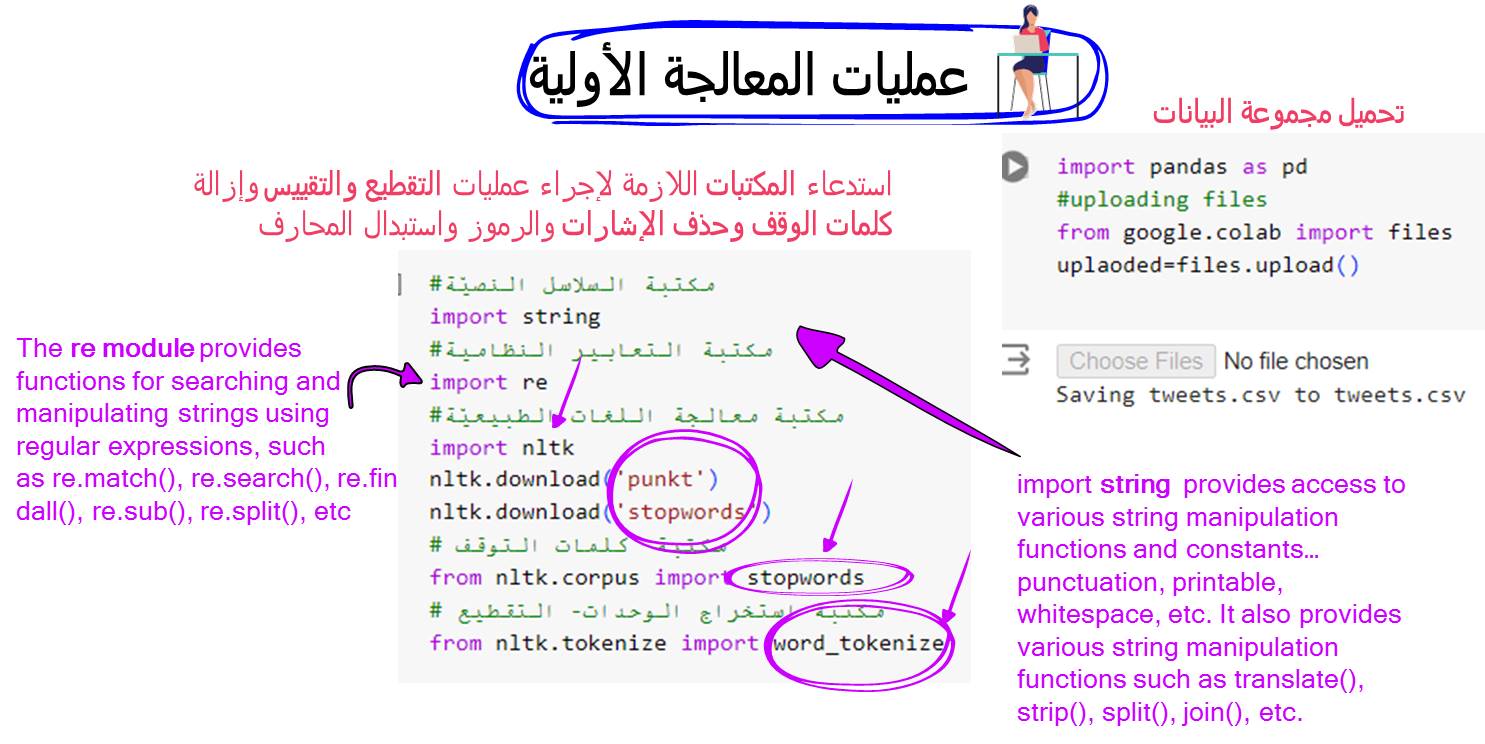 عمليات المعالجة الأولية
تحميل مجموعة البيانات
import pandas as pd
#uploading files
from google.colab import files
uplaoded=files.upload()
Choose Files No file chosen
Saving tweets.csv to tweets.csv
استدعاء المكتبات اللازمة لإجراء عمليات التقطيع والتقييس وإزالة
كلمات الوقف وحذف الإشارات والرموز واستبدال المحارف
#مكتبة السلاسل النصيّة
import string
#مكتبة التعابير النظامية
import re
#مكتبة معالجة اللغات الطبيعيّة
import nltk
nltk.download('punkt')
nltk.download('stopwords')
# مكتبة كلمات التوقف
from nltk.corpus import stopwords
# مكتبة استخراج الوحدات- التقطيع
from nltk.tokenize import word_tokenize
The re module provides
functions for searching and
manipulating strings using
regular expressions, such
as re.match(), re.search(), re.fin
dall(), re.sub(), re.split(), etc
import string provides access to
various string manipulation
functions and constants…
punctuation, printable,
whitespace, etc. It also provides
various string manipulation
functions such as translate(),
strip(), split(), join(), etc.